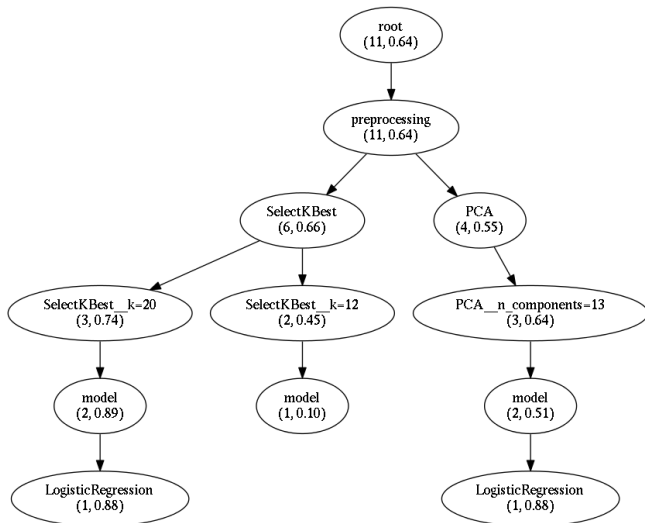 root
(11, 0.64)
preprocessing
(11, 0.64)
SelectKBest
(6, 0.66)
PCA
(4, 0.55)
SelectKBest__k=20
(3, 0.74)
SelectKBest__k=12
(2, 0.45)
PCA__n_components=13
(3, 0.64)
model
(2, 0.89)
model
(1, 0.10)
model
(2, 0.51)
LogisticRegression
(1, 0.88)
LogisticRegression
(1, 0.88)